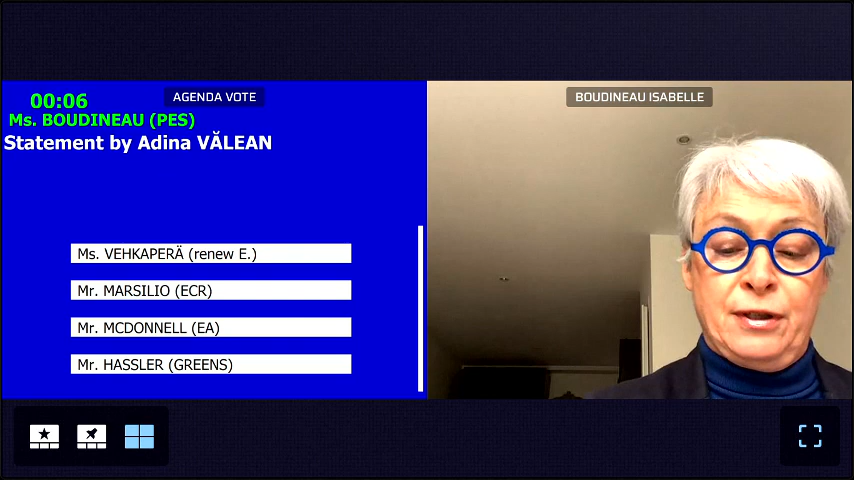 00:06
AGENDA VOTE
Ms. BOUDINEAU (PES)
Statement by Adina VĂLEAN
Ms. VEHKAPERÄ (renew E.)
Mr. MARSILIO (ECR)
Mr. MCDONNELL (EA)
Mr. HASSLER (GREENS)
BOUDINEAU ISABELLE